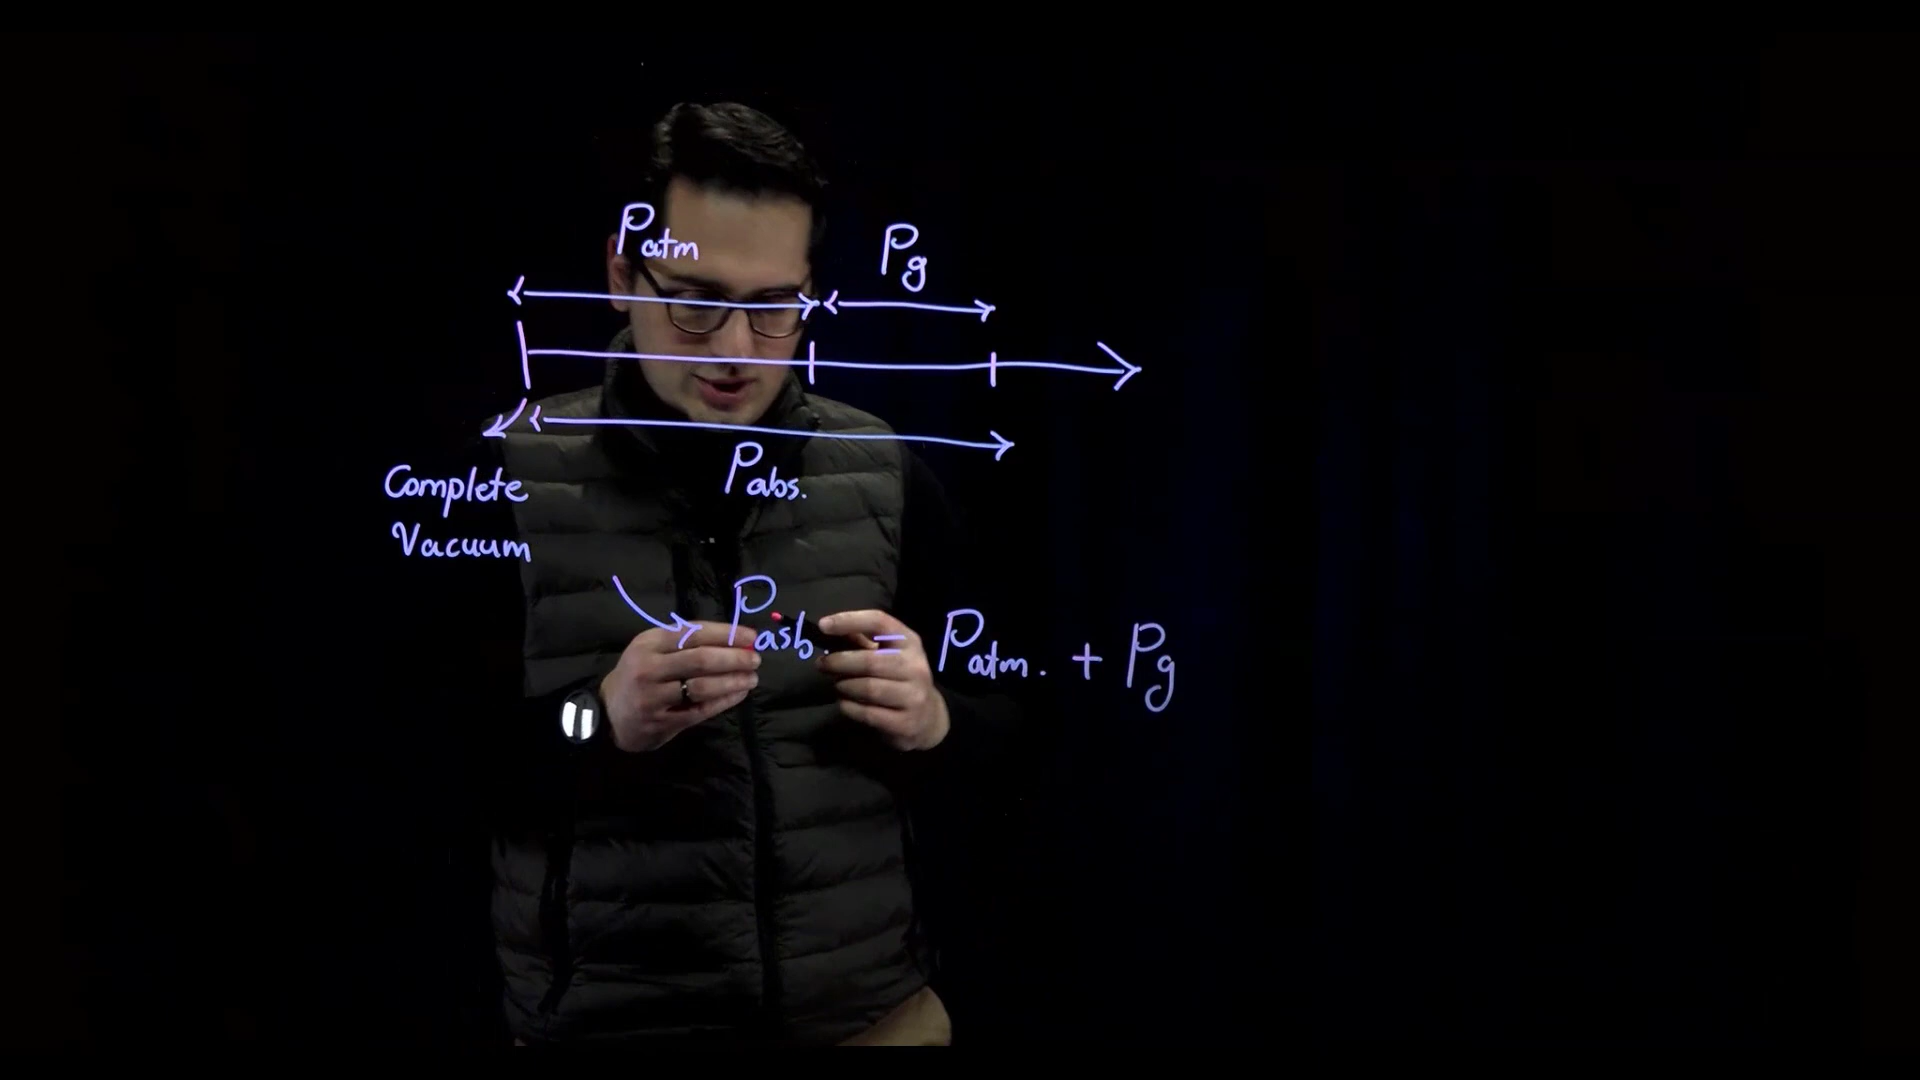 Patm
Pg
Pabs.
Complete
Vacuum
Pasb. = Patm. + Pg